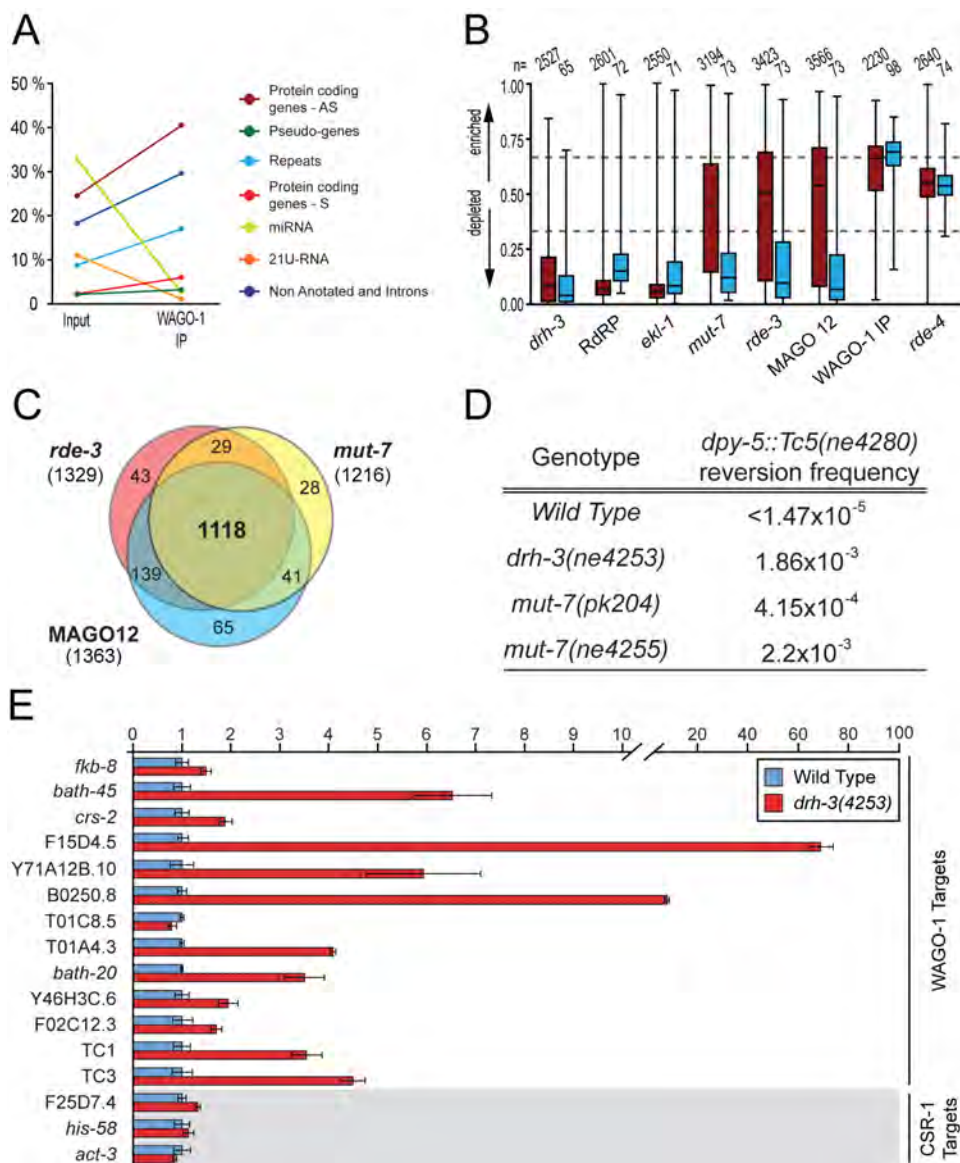 A
50 %
40 %
30 %
20 %
10 %
0
Input
WAGO-1
IP
Protein coding
genes - AS
Pseudo-genes
Repeats
Protein coding
genes - S
miRNA
21U-RNA
Non Anotated and Introns
B
n= 2527 65 2601 72 2550 71 3194 73 3423 73 3566 73 2230 98 2640 74
1.00
0.75
0.50
0.25
0.00
enriched
depleted
drh-3
RdRP
ekl-1
mut-7
rde-3
MAGO 12
WAGO-1 IP
rde-4
C
rde-3
(1329)
mut-7
(1216)
29
43
28
1118
139
41
65
MAGO12
(1363)
D
Genotype
dpy-5::Tc5(ne4280)
reversion frequency
Wild Type <1.47x10⁻⁵
drh-3(ne4253) 1.86x10⁻³
mut-7(pk204) 4.15x10⁻⁴
mut-7(ne4255) 2.2x10⁻³
E
0 1 2 3 4 5 6 7 8 9 10 60 80 100
Wild Type
drh-3(4253)
fkb-8
bath-45
crs-2
F15D4.5
Y71A12B.10
B0250.8
T01C8.5
T01A4.3
bath-20
Y46H3C.6
F02C12.3
TC1
TC3
F25D7.4
his-58
act-3
WAGO-1 Targets
CSR-1
Targets